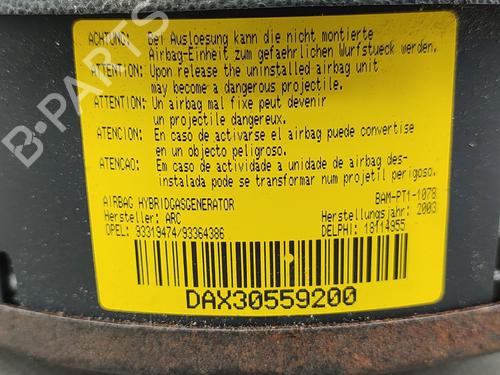 ACHTUNG: Bei Ausloesung kann die nicht montierte
Airbag-Einheit zum gefaehrlichen Wurfstueck werden.
ATTENTION: Upon release the uninstalled airbag unit
may become a dangerous projectile.
ATTENTION: Un airbag mal fixe peut devenir
un projectile dangereux.
ATENCION: En caso de activarse el airbag puede convertise
en un objecto peligroso.
ATENCAO: Em caso de actividade a unidade de airbag des-
instalada pode se transformar num projetil perigoso.
AIRBAG HYBRIDGASGENERATOR BAM-PT1-1078
Hersteller: ARC Herstellungsjahr: 2003
OPEL: 93319474/93364386 DELPHI: 18114955
DAX30559200
B-PARTS